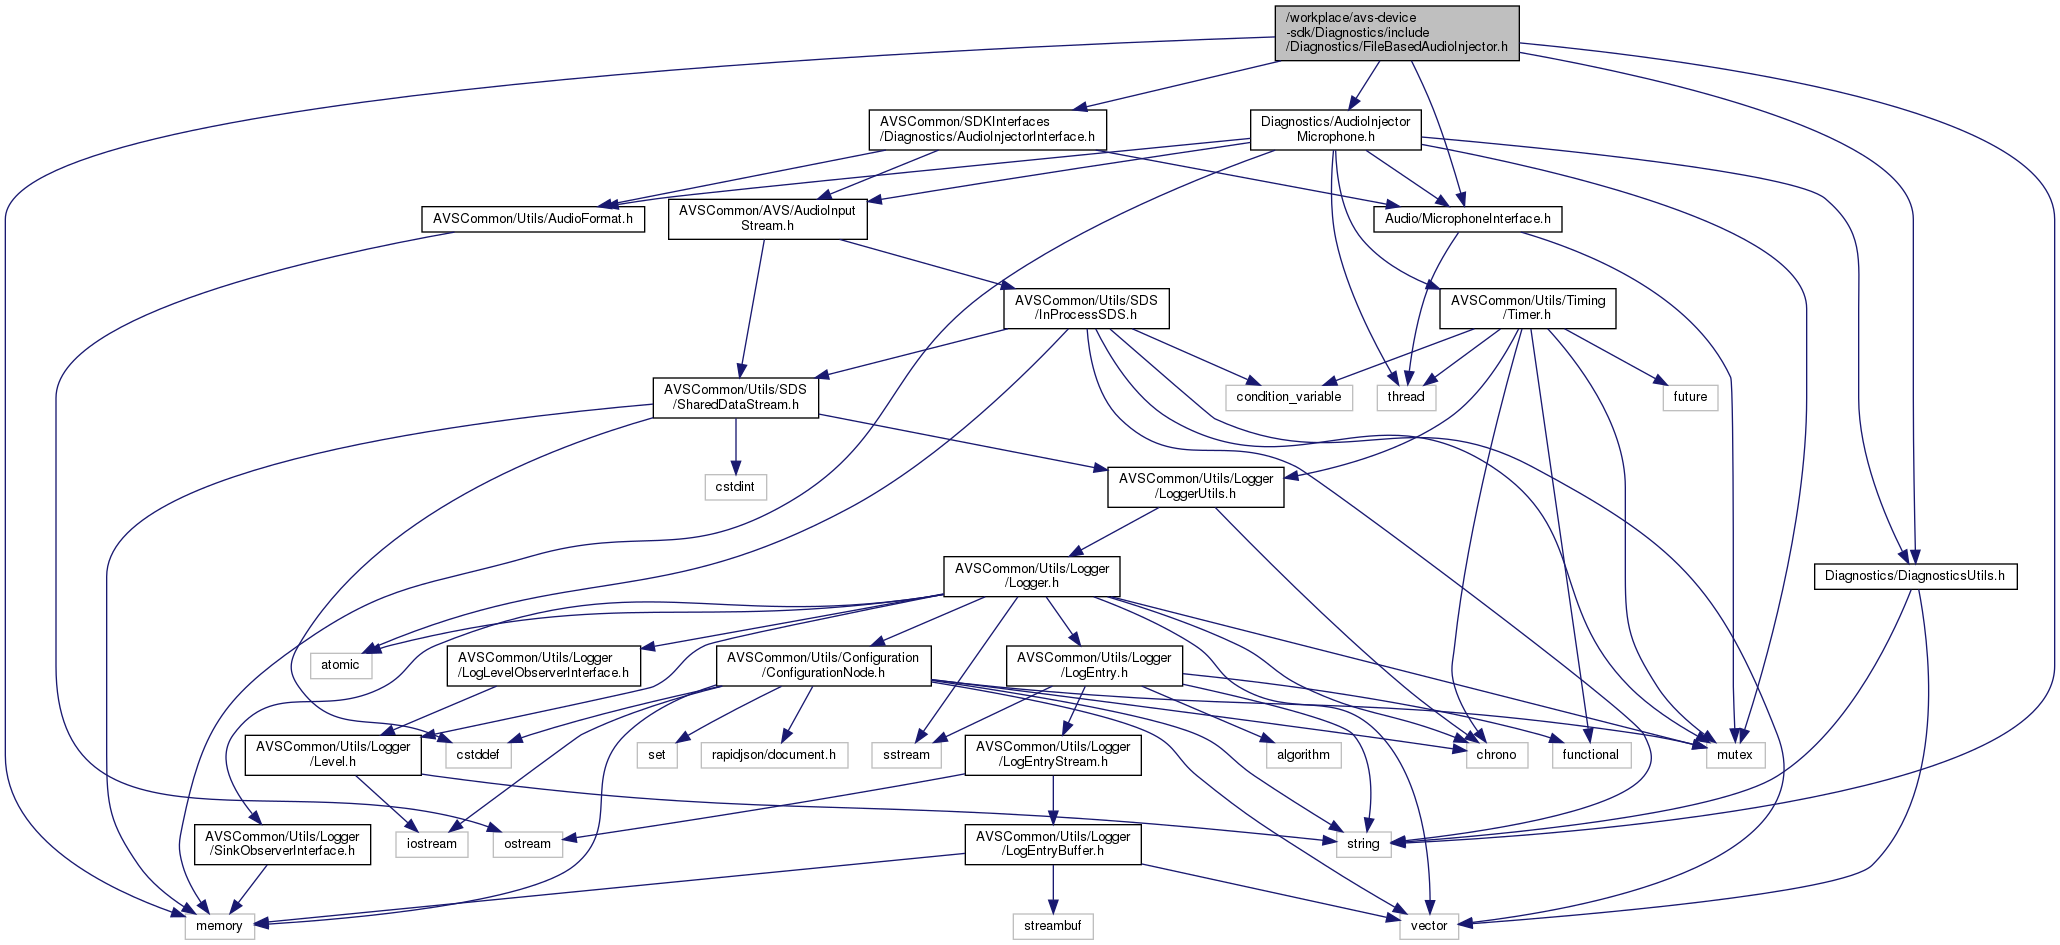 /workplace/avs-device
-sdk/Diagnostics/include
/Diagnostics/FileBasedAudioInjector.h
AVSCommon/SDKInterfaces
/Diagnostics/AudioInjectorInterface.h
Diagnostics/AudioInjector
Microphone.h
AVSCommon/Utils/AudioFormat.h
AVSCommon/AVS/AudioInput
Stream.h
Audio/MicrophoneInterface.h
AVSCommon/Utils/SDS
/InProcessSDS.h
AVSCommon/Utils/Timing
/Timer.h
AVSCommon/Utils/SDS
/SharedDataStream.h
condition_variable
thread
future
cstdint
AVSCommon/Utils/Logger
/LoggerUtils.h
AVSCommon/Utils/Logger
/Logger.h
Diagnostics/DiagnosticsUtils.h
atomic
AVSCommon/Utils/Logger
/LogLevelObserverInterface.h
AVSCommon/Utils/Configuration
/ConfigurationNode.h
AVSCommon/Utils/Logger
/LogEntry.h
AVSCommon/Utils/Logger
/Level.h
cstddef
set
rapidjson/document.h
sstream
AVSCommon/Utils/Logger
/LogEntryStream.h
algorithm
chrono
functional
mutex
AVSCommon/Utils/Logger
/SinkObserverInterface.h
iostream
ostream
AVSCommon/Utils/Logger
/LogEntryBuffer.h
string
memory
streambuf
vector